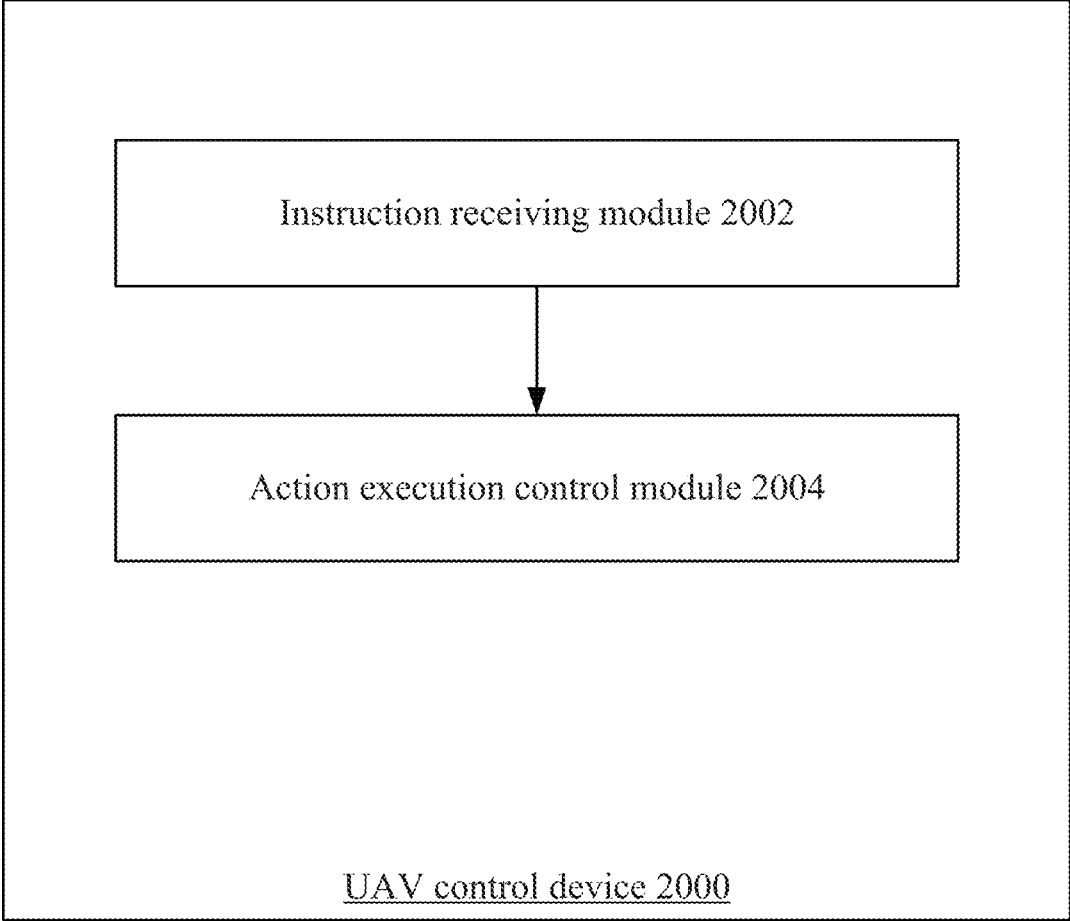 Instruction receiving module 2002
Action execution control module 2004
UAV control device 2000